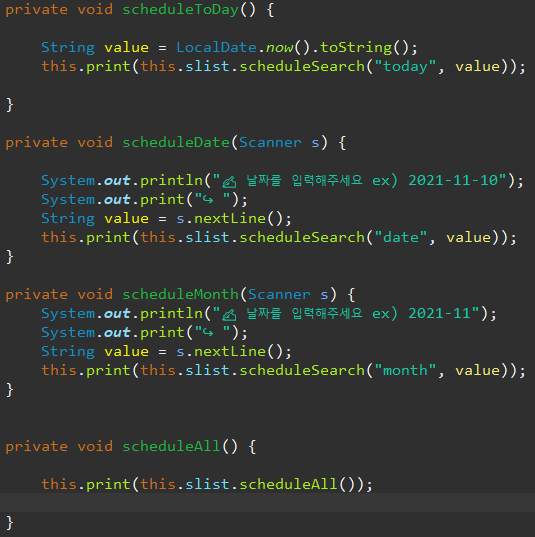 private void scheduleToDay() {
String value = LocalDate.now().toString();
this.print(this.slist.scheduleSearch("today", value));
}
private void scheduleDate(Scanner s) {
System.out.println("✍ 날짜를 입력해주세요 ex) 2021-11-10");
System.out.print("↪ ");
String value = s.nextLine();
this.print(this.slist.scheduleSearch("date", value));
}
private void scheduleMonth(Scanner s) {
System.out.println("✍ 날짜를 입력해주세요 ex) 2021-11");
System.out.print("↪ ");
String value = s.nextLine();
this.print(this.slist.scheduleSearch("month", value));
}
private void scheduleAll() {
this.print(this.slist.scheduleAll());
}